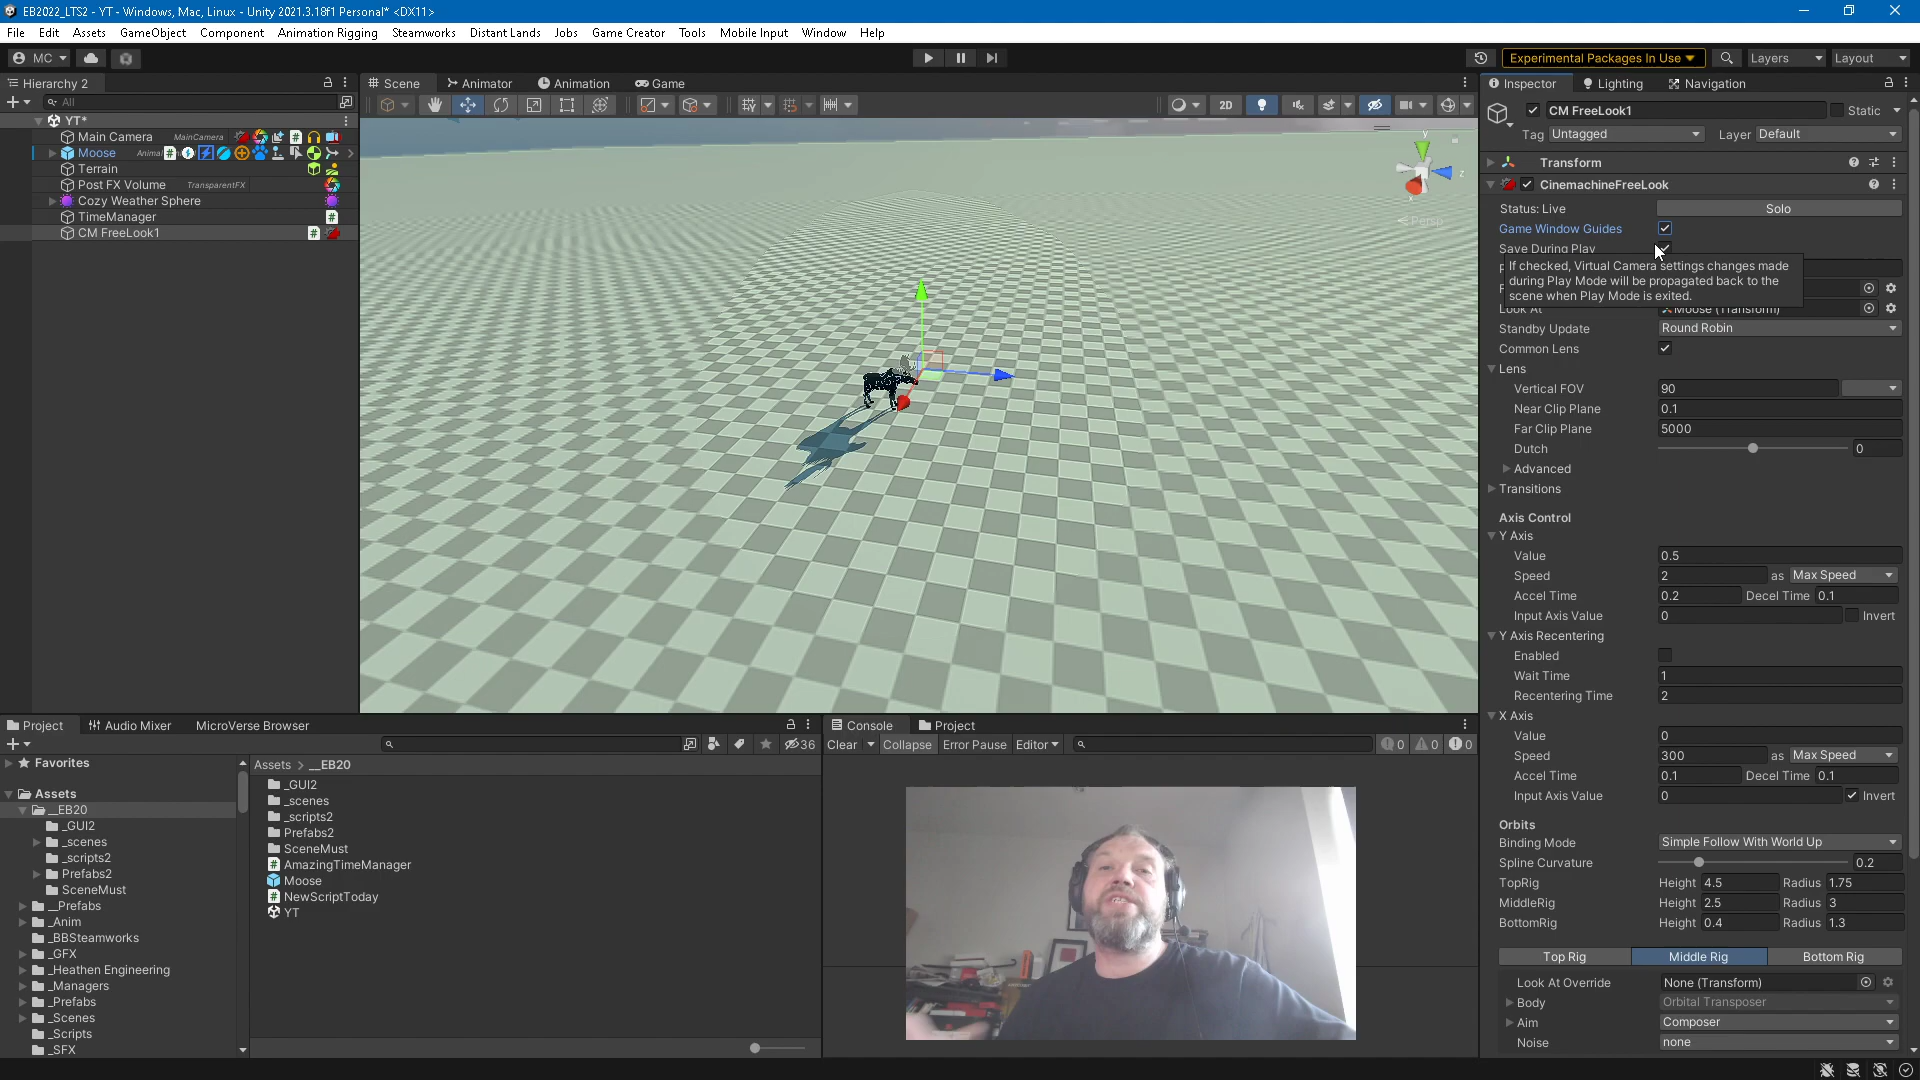 EB2022_LTS2 - YT - Windows, Mac, Linux - Unity 2021.3.18f1 Personal* <DX11>
File Edit Assets GameObject Component Animation Rigging Steamworks Distant Lands Jobs Game Creator Tools Mobile Input Window Help
MC
Experimental Packages In Use
Layers
Layout
Hierarchy 2
Scene Animator Animation Game
Inspector Lighting Navigation
All
2D
YT*
Main Camera MainCamera
Moose
Terrain
Post FX Volume TransparentFX
Cozy Weather Sphere
TimeManager
CM FreeLook1
y
z
x
Persp
CM FreeLook1 Static
Tag Untagged Layer Default
Transform
CinemachineFreeLook
Status: Live Solo
Game Window Guides
Save During Play
If checked, Virtual Camera settings changes made
during Play Mode will be propagated back to the
scene when Play Mode is exited.
Look At Moose (Transform)
Standby Update Round Robin
Common Lens
Lens
Vertical FOV 90
Near Clip Plane 0.1
Far Clip Plane 5000
Dutch 0
Advanced
Transitions
Axis Control
Y Axis
Value 0.5
Speed 2 as Max Speed
Accel Time 0.2 Decel Time 0.1
Input Axis Value 0 Invert
Y Axis Recentering
Enabled
Wait Time 1
Recentering Time 2
X Axis
Value 0
Speed 300 as Max Speed
Accel Time 0.1 Decel Time 0.1
Input Axis Value 0 Invert
Orbits
Binding Mode Simple Follow With World Up
Spline Curvature 0.2
TopRig Height 4.5 Radius 1.75
MiddleRig Height 2.5 Radius 3
BottomRig Height 0.4 Radius 1.3
Top Rig Middle Rig Bottom Rig
Look At Override None (Transform)
Body Orbital Transposer
Aim Composer
Noise none
Project Audio Mixer MicroVerse Browser
36
Favorites
Assets
__EB20
_GUI2
_scenes
_scripts2
Prefabs2
SceneMust
__Prefabs
_Anim
_BBSteamworks
_GFX
_Heathen Engineering
_Managers
_Prefabs
_Scenes
_Scripts
_SFX
Assets > __EB20
_GUI2
_scenes
_scripts2
Prefabs2
SceneMust
AmazingTimeManager
Moose
NewScriptToday
YT
Console Project
Clear Collapse Error Pause Editor
0 0 0